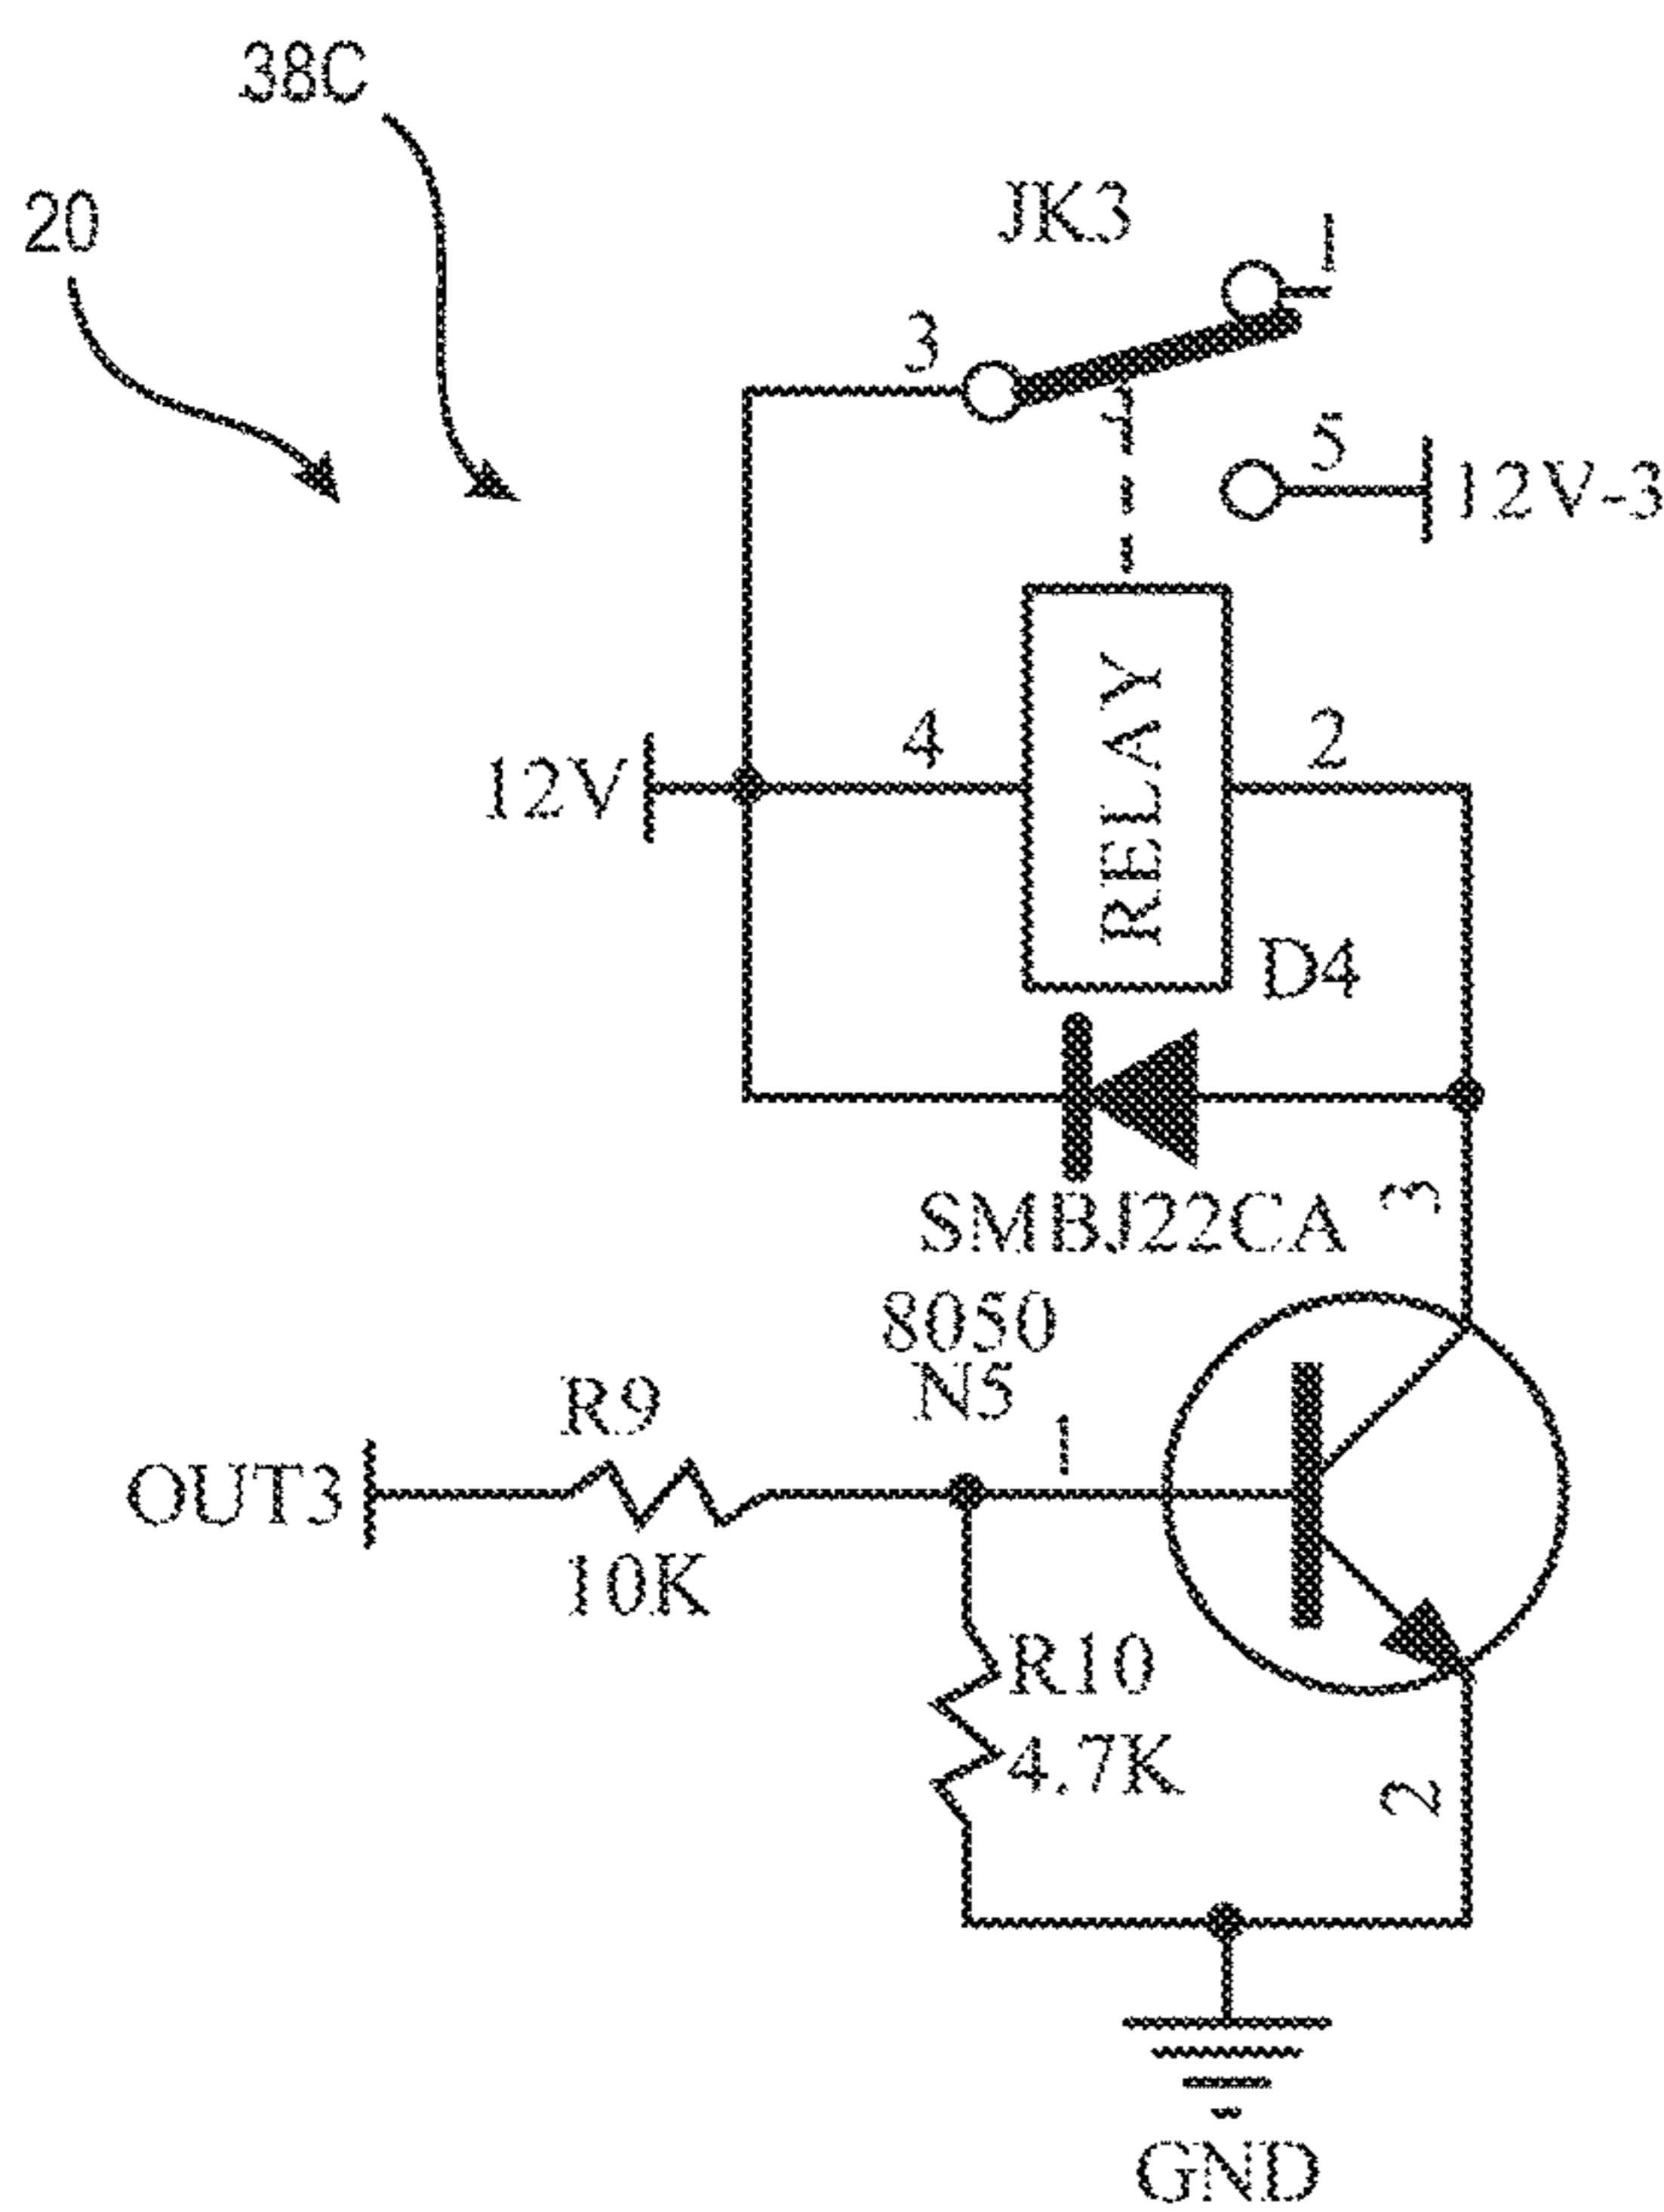 38C
20
JK3
1
3
5
12V-3
4
2
12V
RELAY
D4
SMBJ22CA
3
8050
N5
R9
1
OUT3
10K
R10
4.7K
2
GND